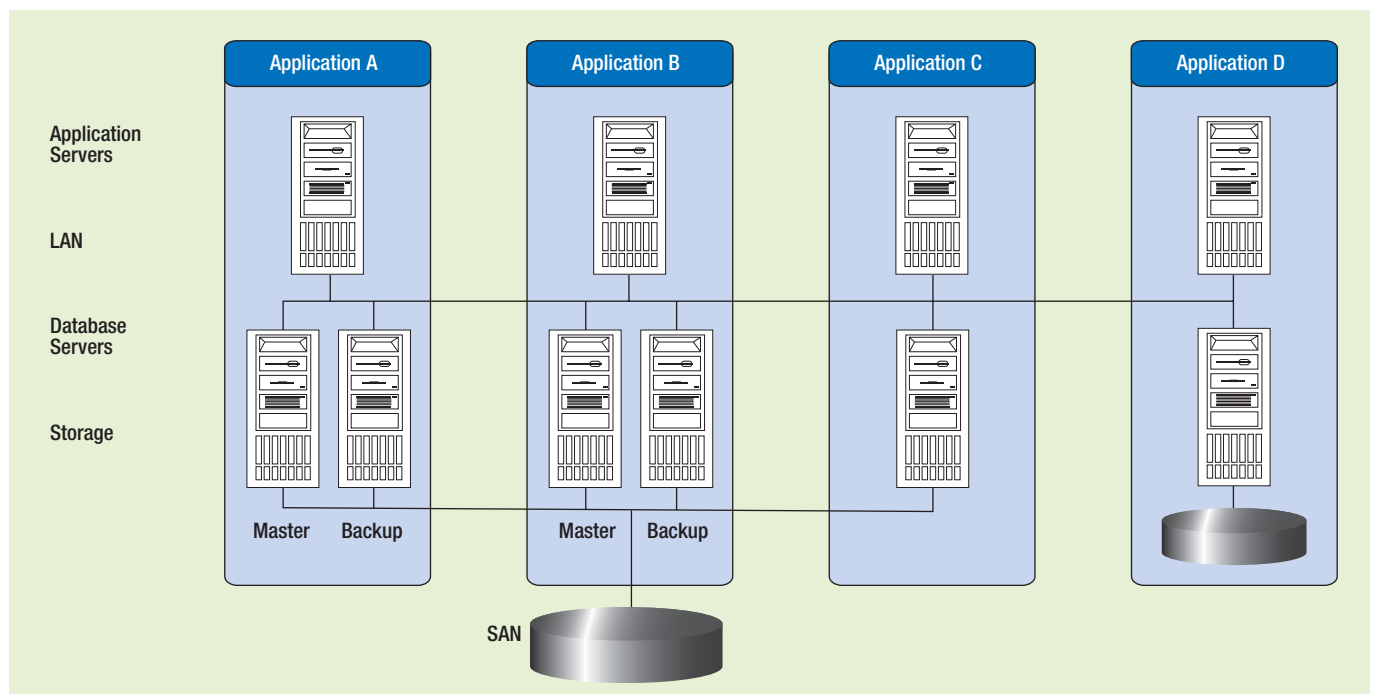 Application A
Application B
Application C
Application D
Application
Servers
LAN
Database
Servers
Storage
Master
Backup
Master
Backup
SAN